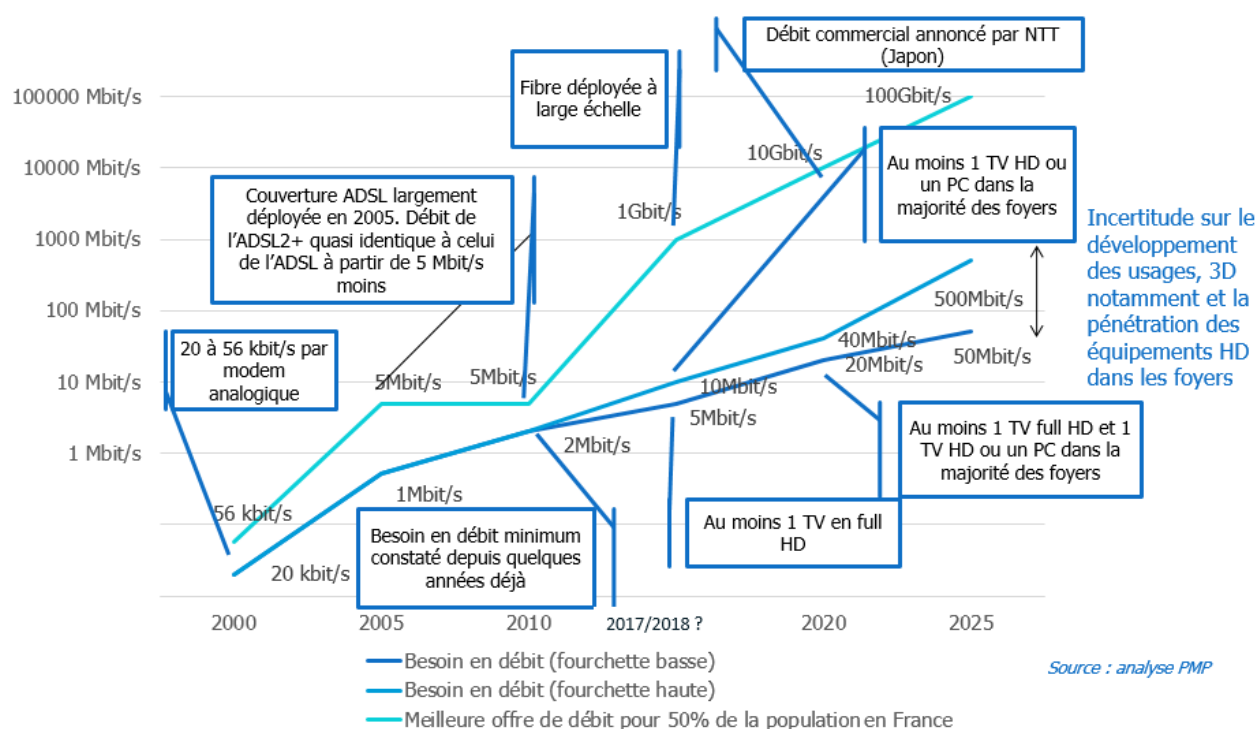 Débit commercial annoncé par NTT
(Japon)
Fibre déployée à
large échelle
100000 Mbit/s
10000 Mbit/s
1000 Mbit/s
100 Mbit/s
10 Mbit/s
1 Mbit/s
100Gbit/s
10Gbit/s
1Gbit/s
Au moins 1 TV HD ou
un PC dans la
majorité des foyers
Couverture ADSL largement
déployée en 2005. Débit de
l'ADSL2+ quasi identique à celui
de l'ADSL à partir de 5 Mbit/s
moins
Incertitude sur le
développement
des usages, 3D
notamment et la
pénétration des
équipements HD
dans les foyers
20 à 56 kbit/s par
modem
analogique
5Mbit/s
5Mbit/s
500Mbit/s
40Mbit/s
20Mbit/s
50Mbit/s
10Mbit/s
5Mbit/s
2Mbit/s
1Mbit/s
56 kbit/s
20 kbit/s
Au moins 1 TV full HD et 1
TV HD ou un PC dans la
majorité des foyers
Au moins 1 TV en full
HD
Besoin en débit minimum
constaté depuis quelques
années déjà
2000
2005
2010
2017/2018 ?
2020
2025
Besoin en débit (fourchette basse)
Besoin en débit (fourchette haute)
Meilleure offre de débit pour 50% de la population en France
Source : analyse PMP